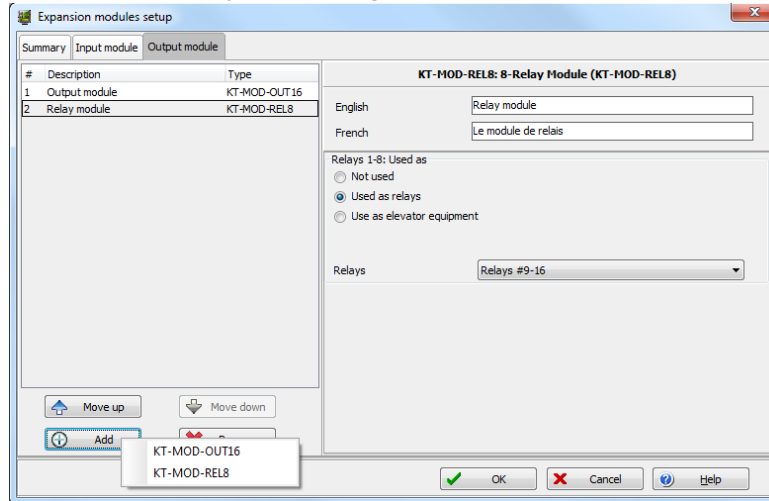 Expansion modules setup
Summary Input module Output module
# Description Type
1 Output module KT-MOD-OUT16
2 Relay module KT-MOD-REL8
KT-MOD-REL8: 8-Relay Module (KT-MOD-REL8)
English Relay module
French Le module de relais
Relays 1-8: Used as
Not used
Used as relays
Use as elevator equipment
Relays Relays #9-16
Move up Move down
Add
KT-MOD-OUT16
KT-MOD-REL8
OK Cancel Help